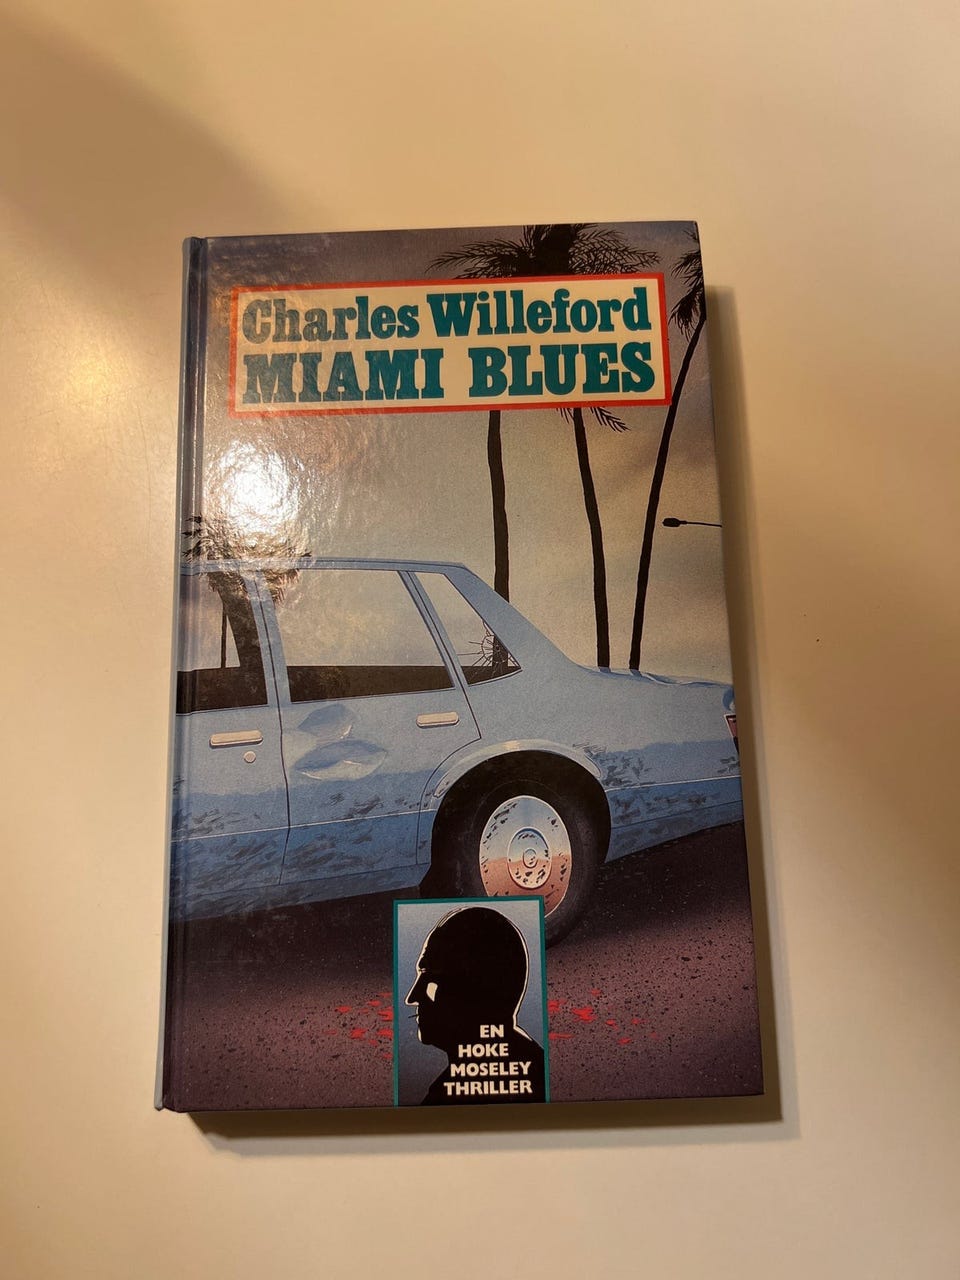 Charles Willeford
MIAMI BLUES
EN
HOKE
MOSELEY
THRILLER